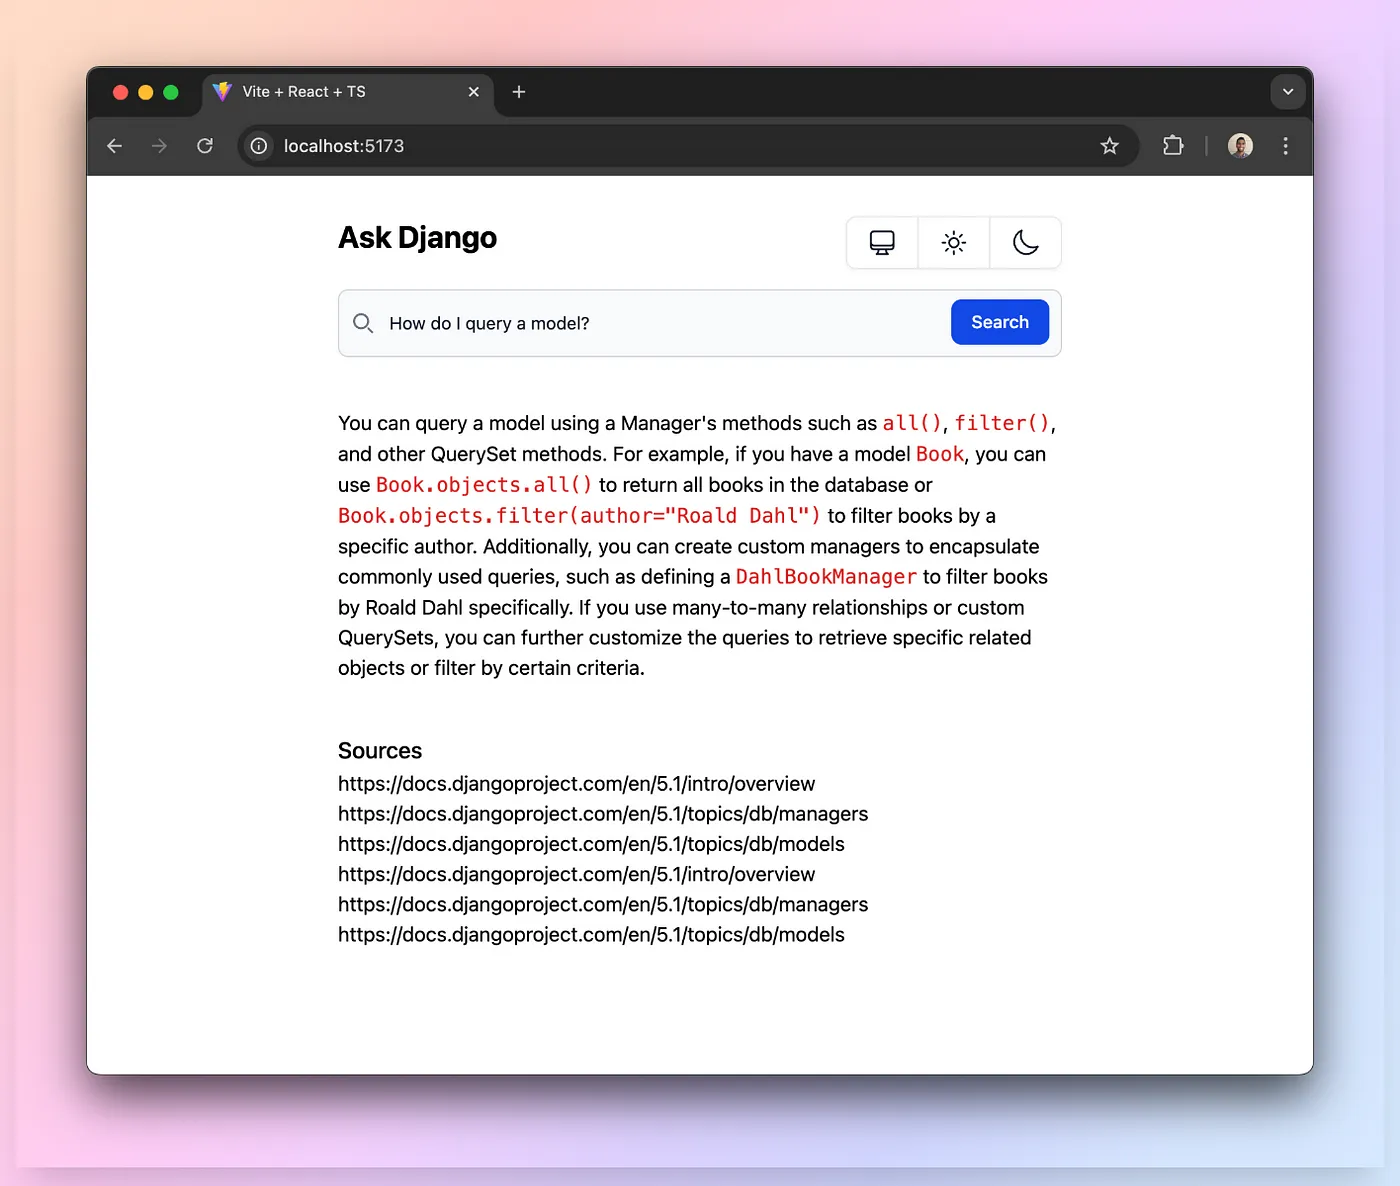 Vite + React + TS
localhost:5173
Ask Django
How do I query a model?
Search
You can query a model using a Manager's methods such as all(), filter(),
and other QuerySet methods. For example, if you have a model Book, you can
use Book.objects.all() to return all books in the database or
Book.objects.filter(author="Roald Dahl") to filter books by a
specific author. Additionally, you can create custom managers to encapsulate
commonly used queries, such as defining a DahlBookManager to filter books
by Roald Dahl specifically. If you use many-to-many relationships or custom
QuerySets, you can further customize the queries to retrieve specific related
objects or filter by certain criteria.
Sources
https://docs.djangoproject.com/en/5.1/intro/overview
https://docs.djangoproject.com/en/5.1/topics/db/managers
https://docs.djangoproject.com/en/5.1/topics/db/models
https://docs.djangoproject.com/en/5.1/intro/overview
https://docs.djangoproject.com/en/5.1/topics/db/managers
https://docs.djangoproject.com/en/5.1/topics/db/models